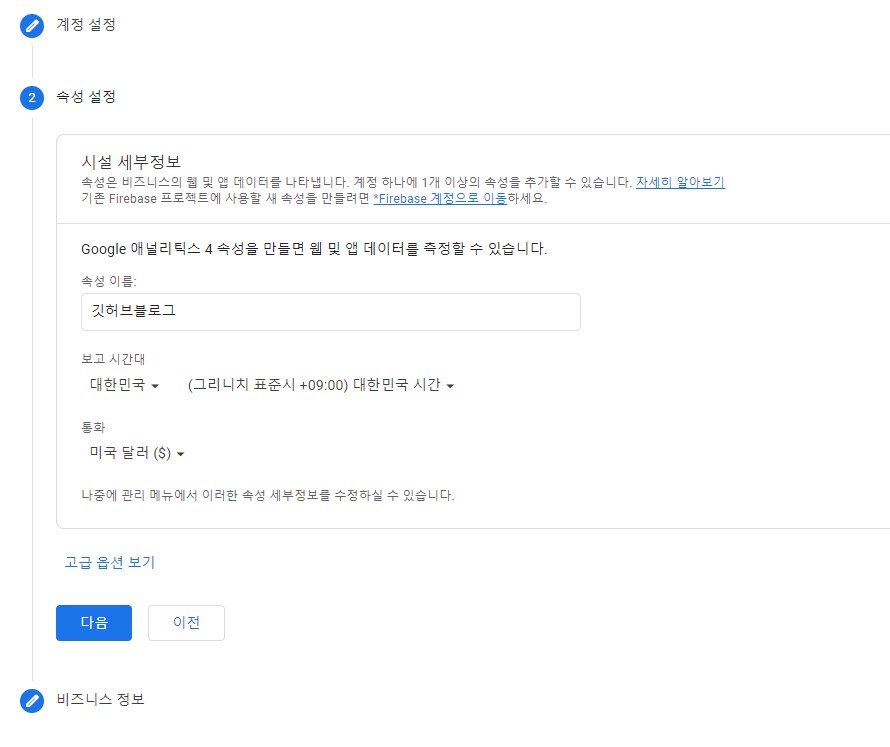 계정 설정
2 속성 설정
시설 세부정보
속성은 비즈니스의 웹 및 앱 데이터를 나타냅니다. 계정 하나에 1개 이상의 속성을 추가할 수 있습니다. 자세히 알아보기
기존 Firebase 프로젝트에 사용할 새 속성을 만들려면 *Firebase 계정으로 이동하세요.
Google 애널리틱스 4 속성을 만들면 웹 및 앱 데이터를 측정할 수 있습니다.
속성 이름:
깃허브블로그
보고 시간대
대한민국 (그리니치 표준시 +09:00) 대한민국 시간
통화
미국 달러 ($)
나중에 관리 메뉴에서 이러한 속성 세부정보를 수정하실 수 있습니다.
고급 옵션 보기
다음 이전
비즈니스 정보